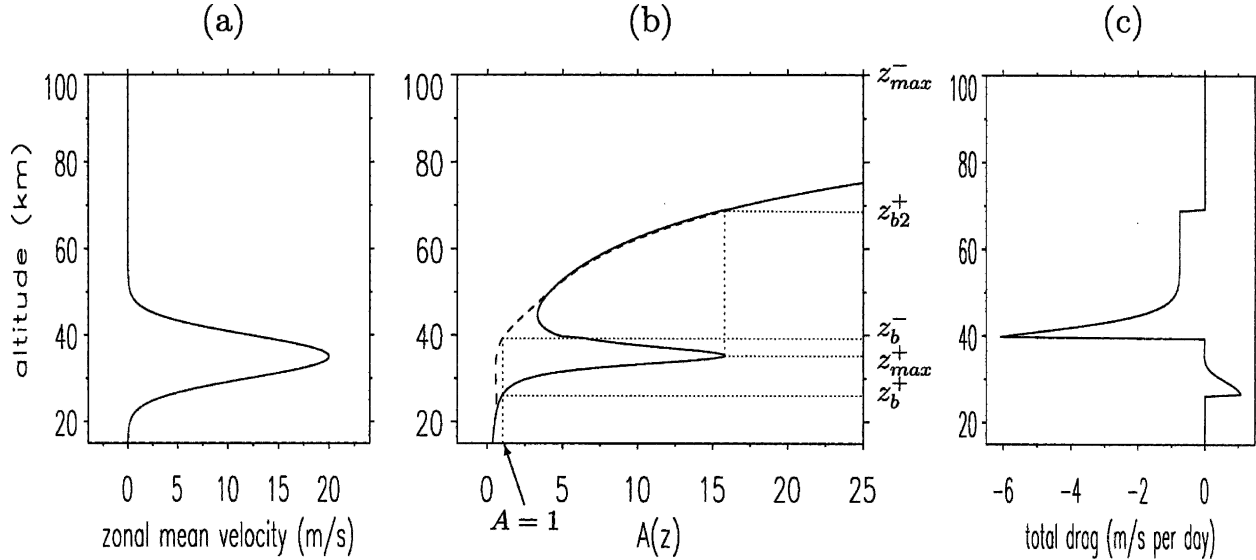 (a) (b) (c)
altitude (km)
100
80
60
40
20
0 5 10 15 20
zonal mean velocity (m/s)
100
80
60
40
20
0 5 10 15 20 25
A = 1
A(z)
z⁻max
z⁺b2
z⁻b
z⁺max
z⁺b
100
80
60
40
20
-6 -4 -2 0
total drag (m/s per day)